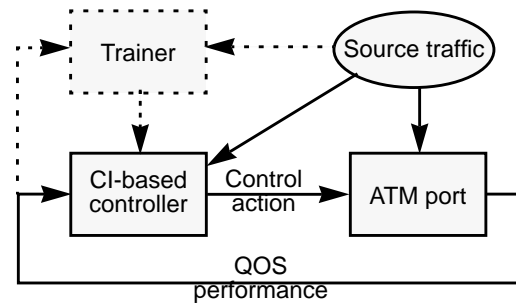 Trainer
Source traffic
CI-based
controller
Control
action
ATM port
QOS
performance